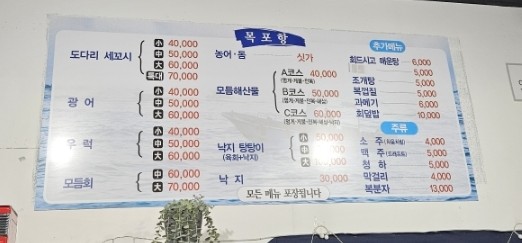 목포항
도다리 세꼬시
小 40,000
中 50,000
大 60,000
특대 70,000
광어
小 40,000
中 50,000
大 60,000
우럭
小 40,000
中 50,000
大 60,000
모듬회
中 60,000
大 70,000
농어·돔 싯가
모듬해산물
A코스 40,000
B코스 50,000
C코스 60,000
낙지 탕탕이
(육회+낙지)
小
中
大
낙지 30,000
모든 메뉴 포장됩니다
추가메뉴
회드시고 매운탕 6,000
5,000
조개탕 5,000
복껍질 5,000
과메기 6,000
회덮밥 10,000
주류
소주 4,000
맥주 5,000
청하 5,000
막걸리 4,000
복분자 13,000